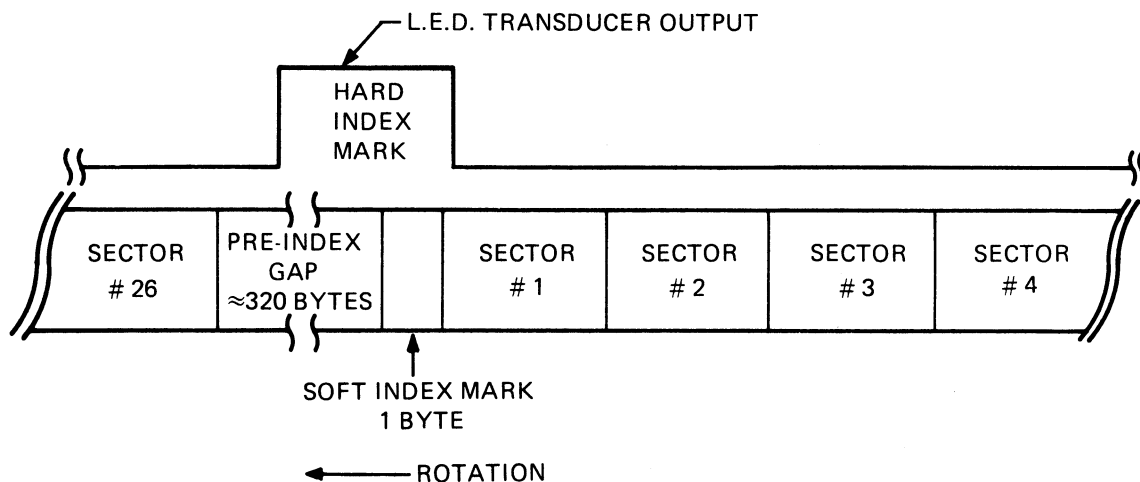 L.E.D. TRANSDUCER OUTPUT
HARD
INDEX
MARK
SECTOR
# 26
PRE-INDEX
GAP
≈320 BYTES
SECTOR
# 1
SECTOR
# 2
SECTOR
# 3
SECTOR
# 4
SOFT INDEX MARK
1 BYTE
ROTATION